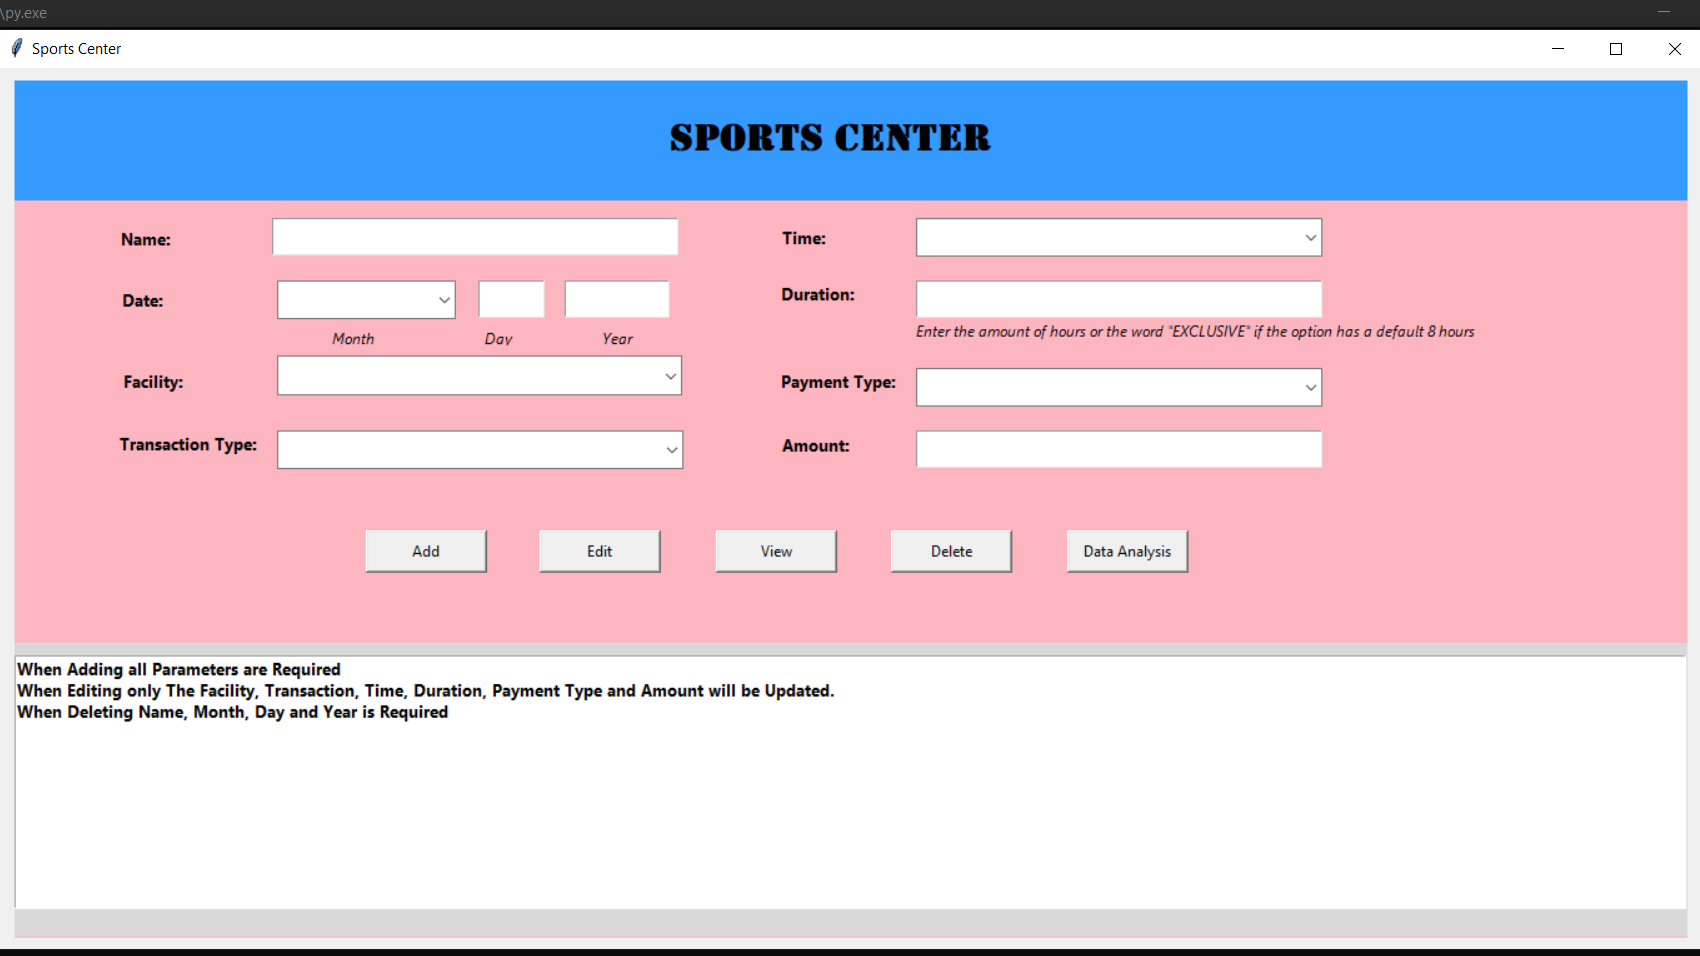 \py.exe
Sports Center
SPORTS CENTER
Name:
Time:
Date:
Month Day Year
Duration:
Enter the amount of hours or the word "EXCLUSIVE" if the option has a default 8 hours
Facility:
Payment Type:
Transaction Type:
Amount:
Add Edit View Delete Data Analysis
When Adding all Parameters are Required
When Editing only The Facility, Transaction, Time, Duration, Payment Type and Amount will be Updated.
When Deleting Name, Month, Day and Year is Required